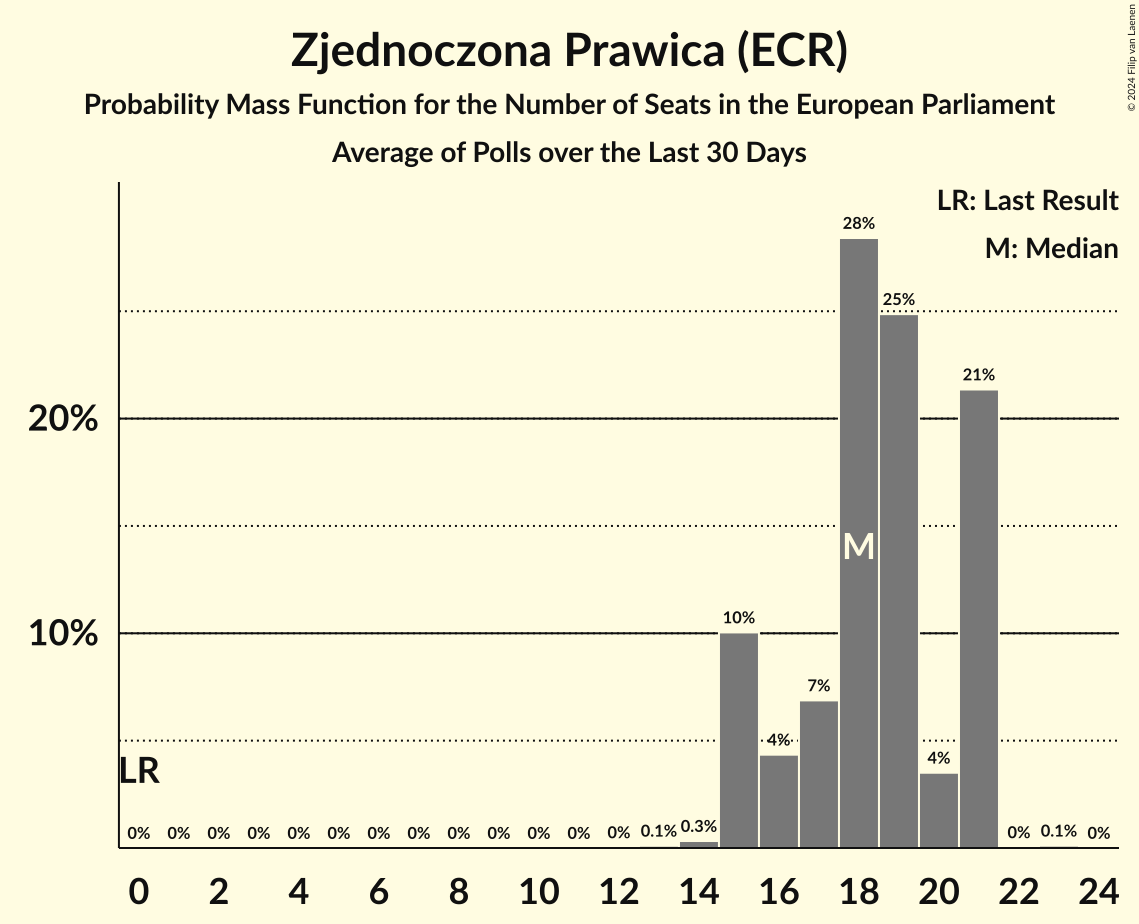 Zjednoczona Prawica (ECR)
Probability Mass Function for the Number of Seats in the European Parliament
Average of Polls over the Last 30 Days
© 2024 Filip van Laenen
LR: Last Result
M: Median
28%
25%
21%
20%
M
10%
10%
7%
4%
4%
LR
0% 0% 0% 0% 0% 0% 0% 0% 0% 0% 0% 0% 0% 0.1% 0.3% 0% 0.1% 0%
0 2 4 6 8 10 12 14 16 18 20 22 24